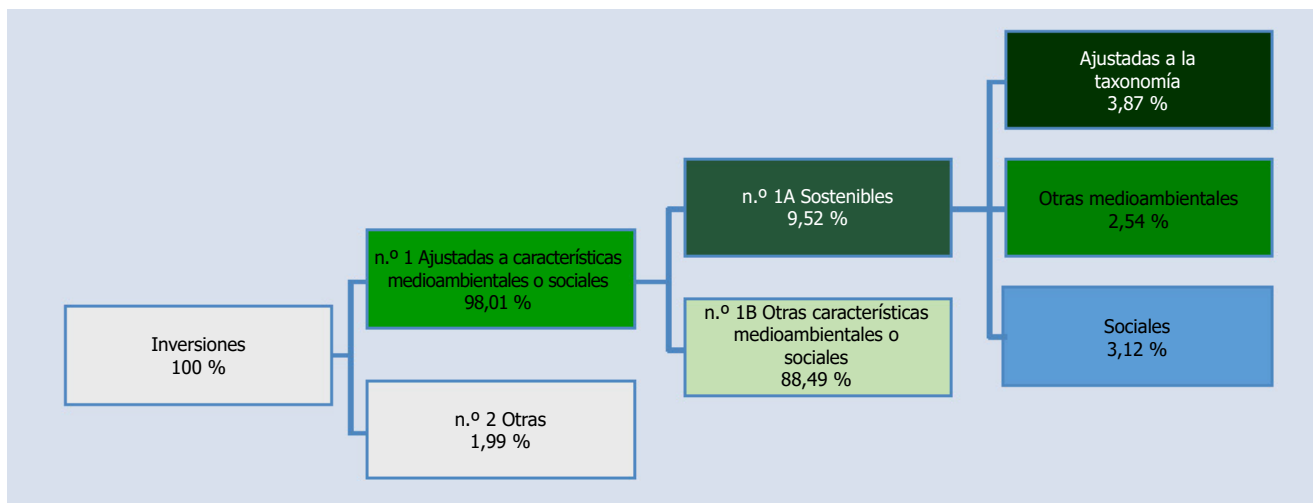 Inversiones
100 %
n.º 1 Ajustadas a características
medioambientales o sociales
98,01 %
n.º 2 Otras
1,99 %
n.º 1A Sostenibles
9,52 %
n.º 1B Otras características
medioambientales o
sociales
88,49 %
Ajustadas a la
taxonomía
3,87 %
Otras medioambientales
2,54 %
Sociales
3,12 %